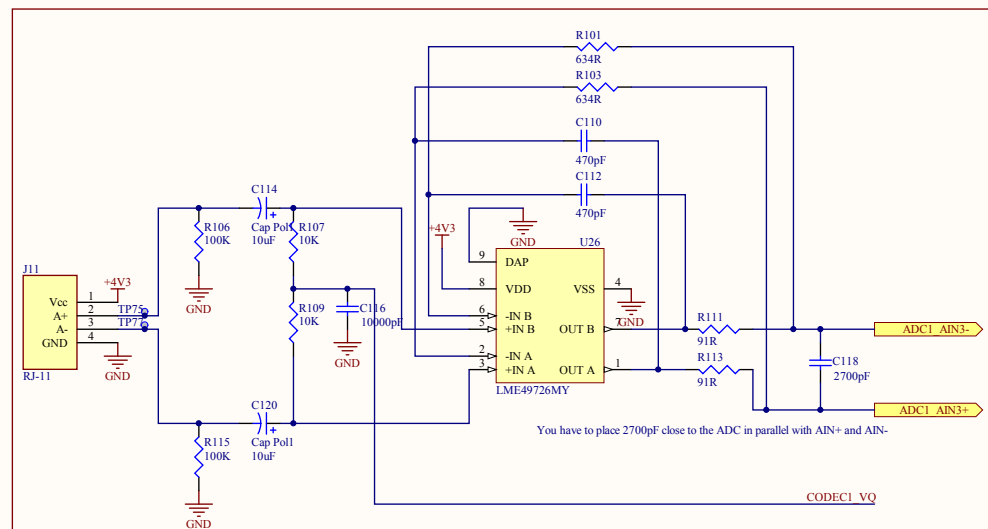 R101
634R
R103
634R
C110
470pF
C112
470pF
C114
Cap Pol1
10uF
R106
100K
GND
R107
10K
R109
10K
C116
10000pF
GND
+4V3
GND
U26
9 DAP
8 VDD
VSS 4
GND
6 -IN B
5 +IN B
OUT B 7
2 -IN A
3 +IN A
OUT A 1
LME49726MY
R111
91R
R113
91R
C118
2700pF
ADC1_AIN3-
ADC1_AIN3+
You have to place 2700pF close to the ADC in parallel with AIN+ and AIN-
J11
+4V3
Vcc 1
A+ 2
TP75
A- 3
TP77
GND 4
GND
RJ-11
C120
Cap Pol1
10uF
R115
100K
GND
CODEC1_VQ